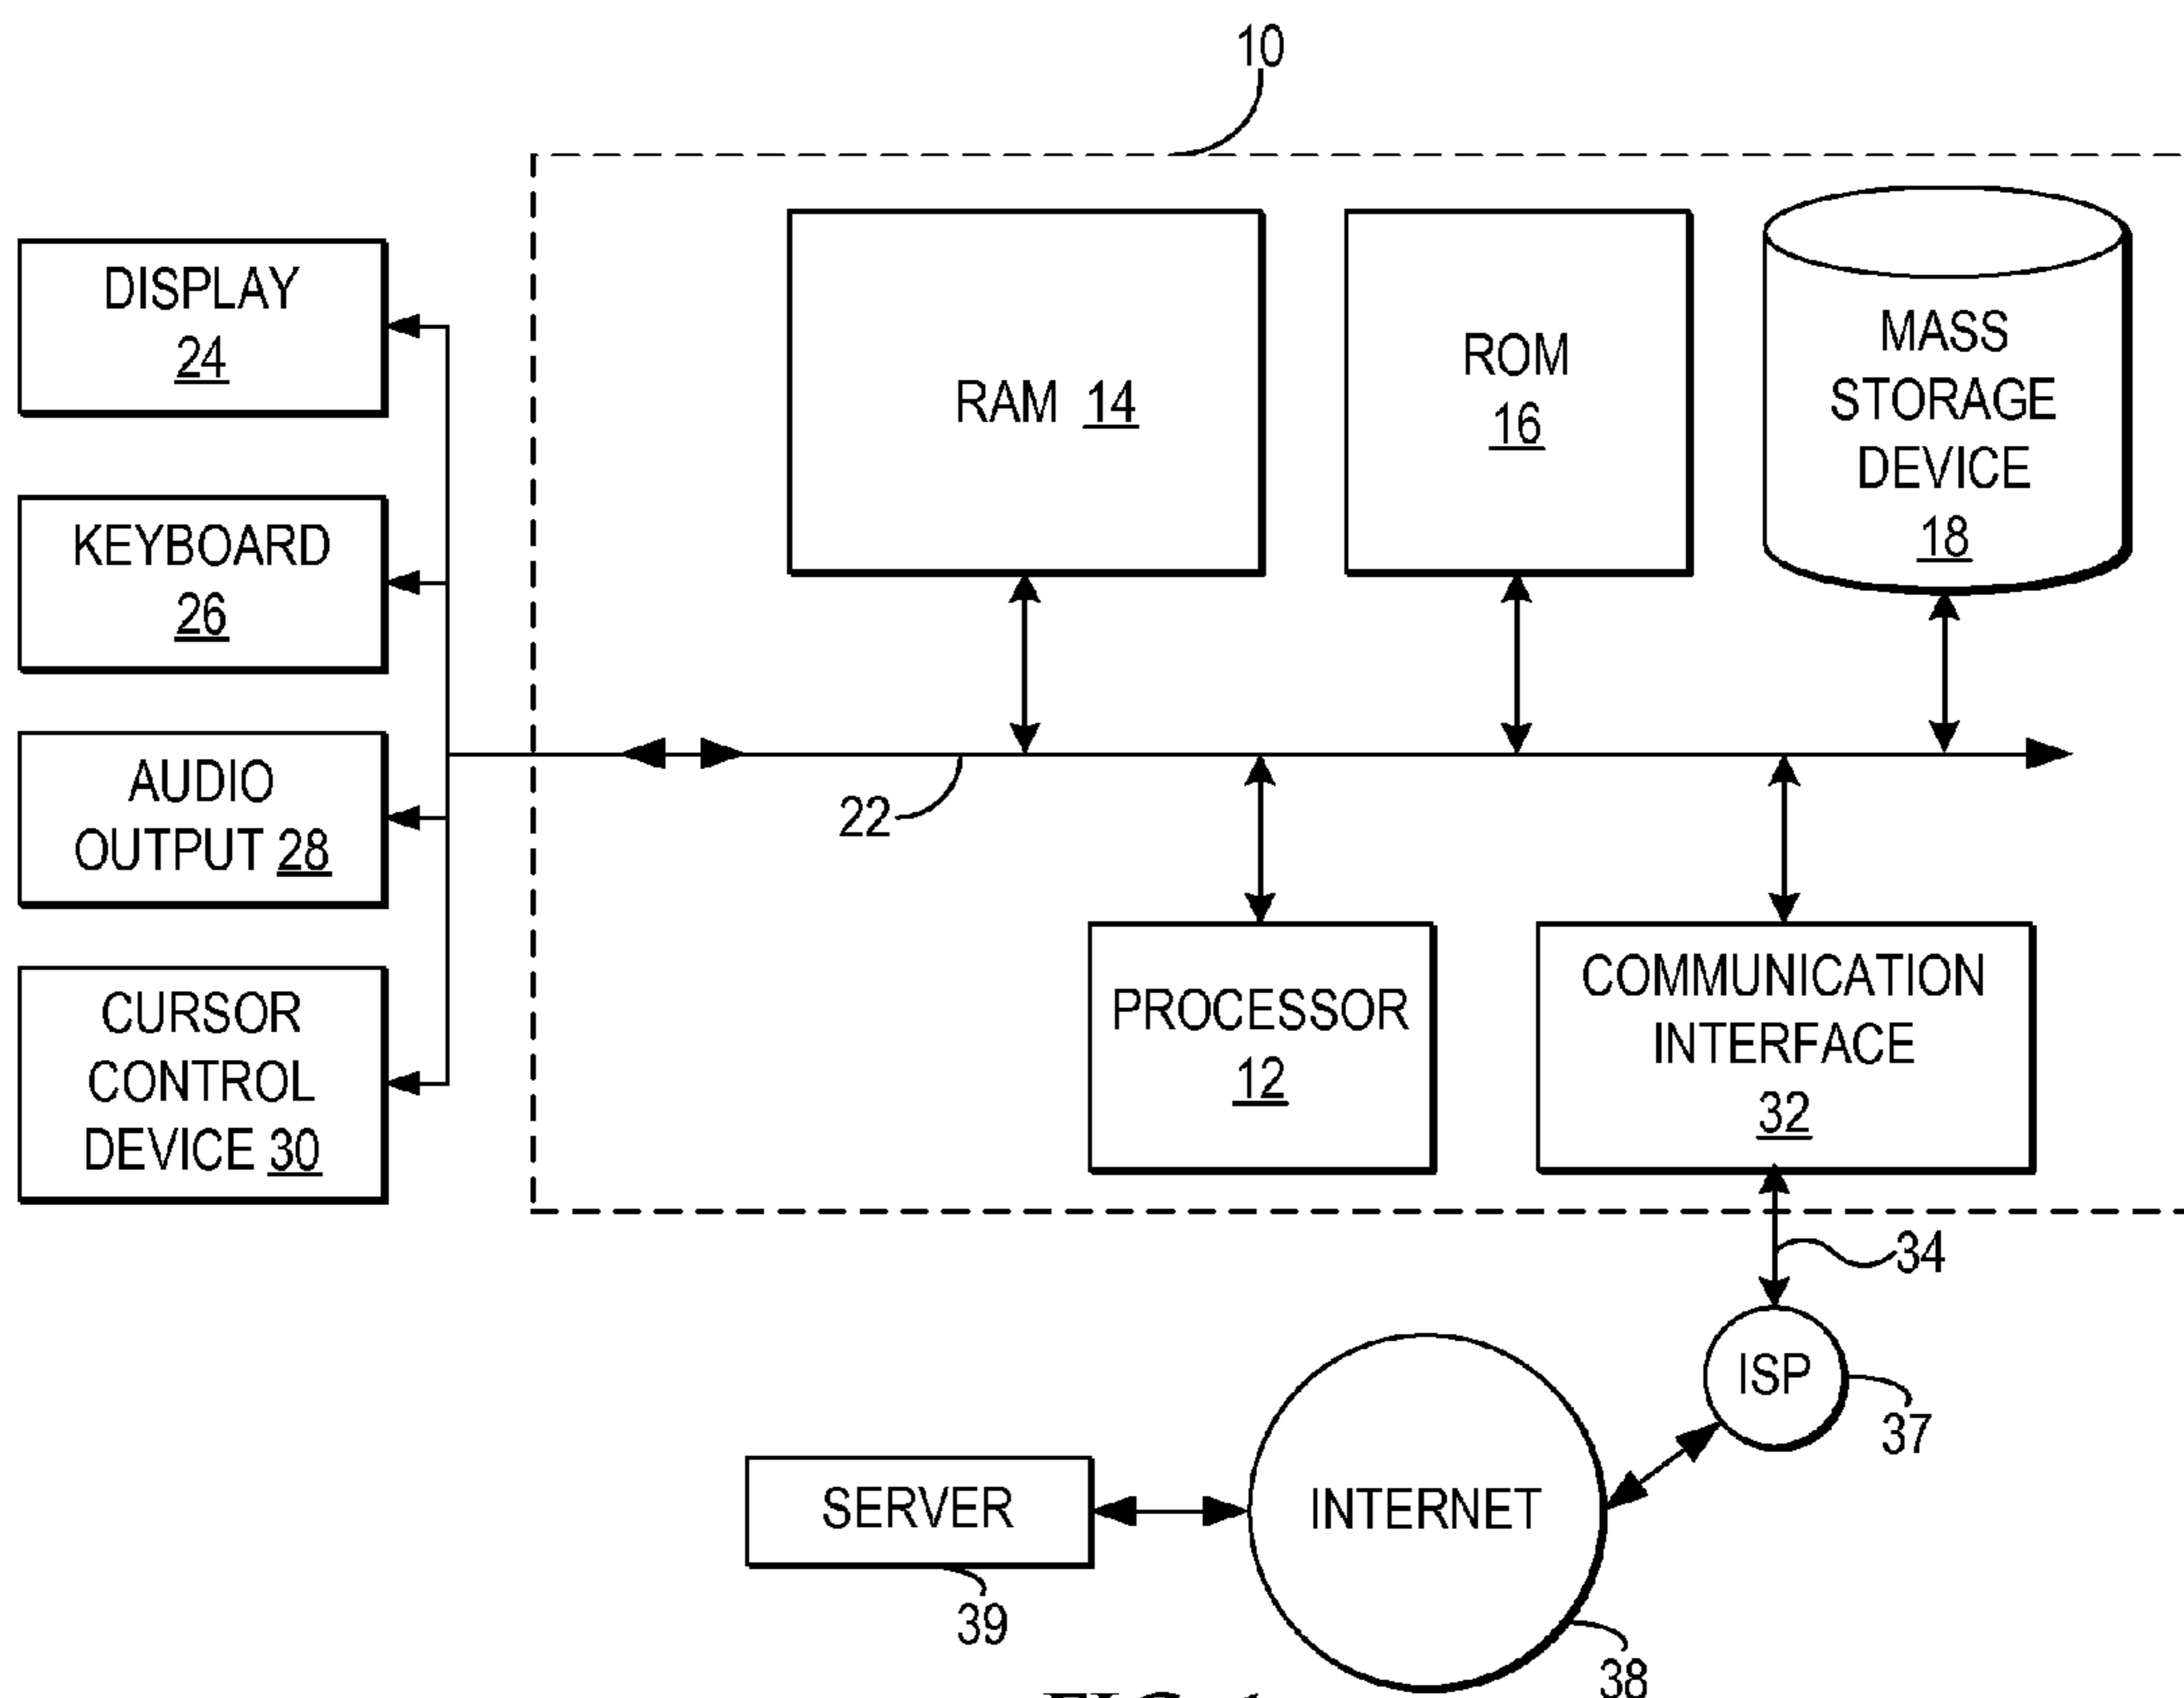 10
DISPLAY
24
KEYBOARD
26
AUDIO
OUTPUT 28
CURSOR
CONTROL
DEVICE 30
RAM 14
ROM
16
MASS
STORAGE
DEVICE
18
22
PROCESSOR
12
COMMUNICATION
INTERFACE
32
34
ISP
37
INTERNET
38
SERVER
39